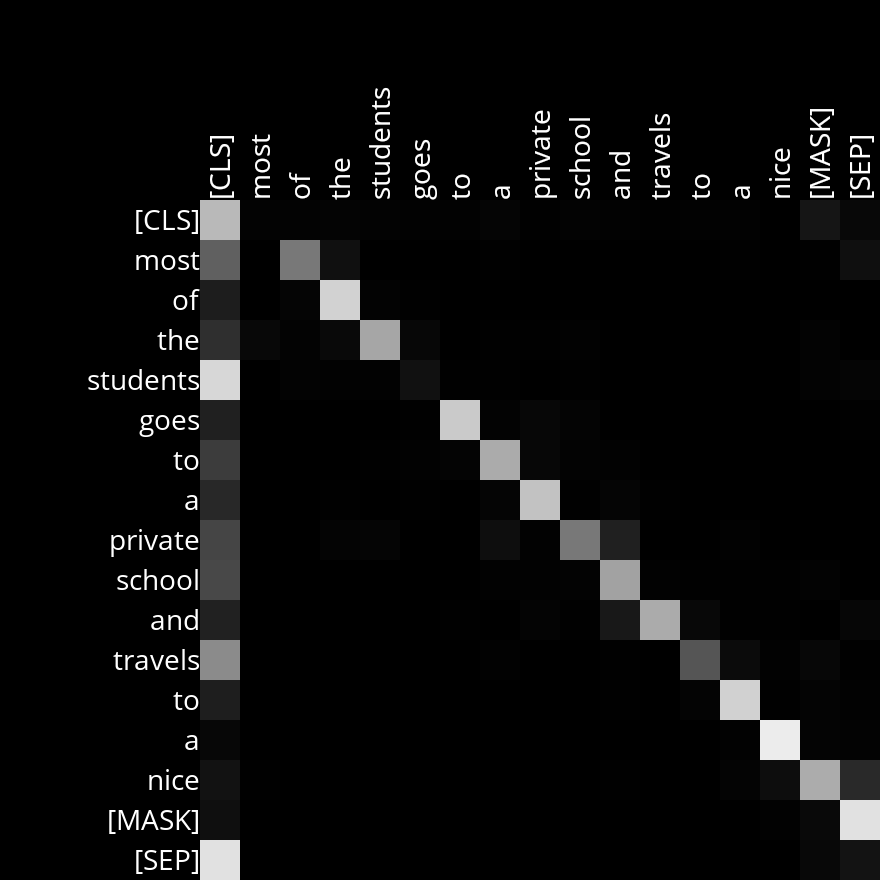 [CLS] most of the students goes to a private school and travels to a nice [MASK] [SEP]
[CLS]
most
of
the
students
goes
to
a
private
school
and
travels
to
a
nice
[MASK]
[SEP]